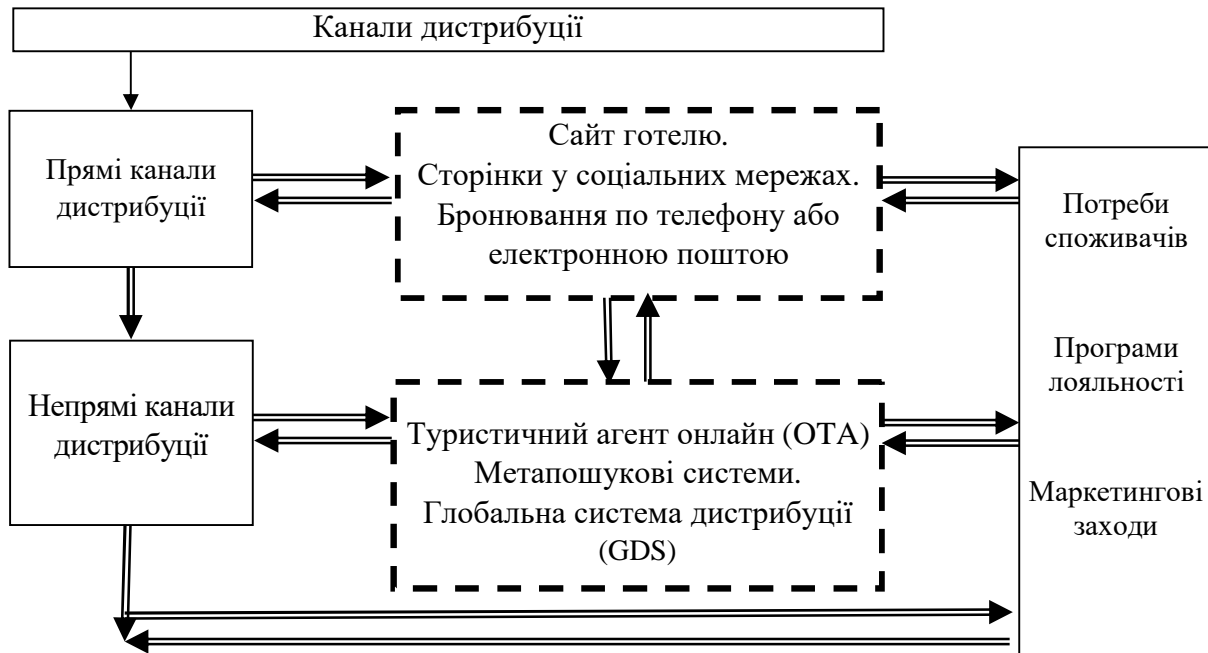 Канали дистрибуції
Прямі канали
дистрибуції
Сайт готелю.
Сторінки у соціальних мережах.
Бронювання по телефону або
електронною поштою
Потреби
споживачів
Програми
лояльності
Маркетингові
заходи
Непрямі канали
дистрибуції
Туристичний агент онлайн (ОТА)
Метапошукові системи.
Глобальна система дистрибуції
(GDS)